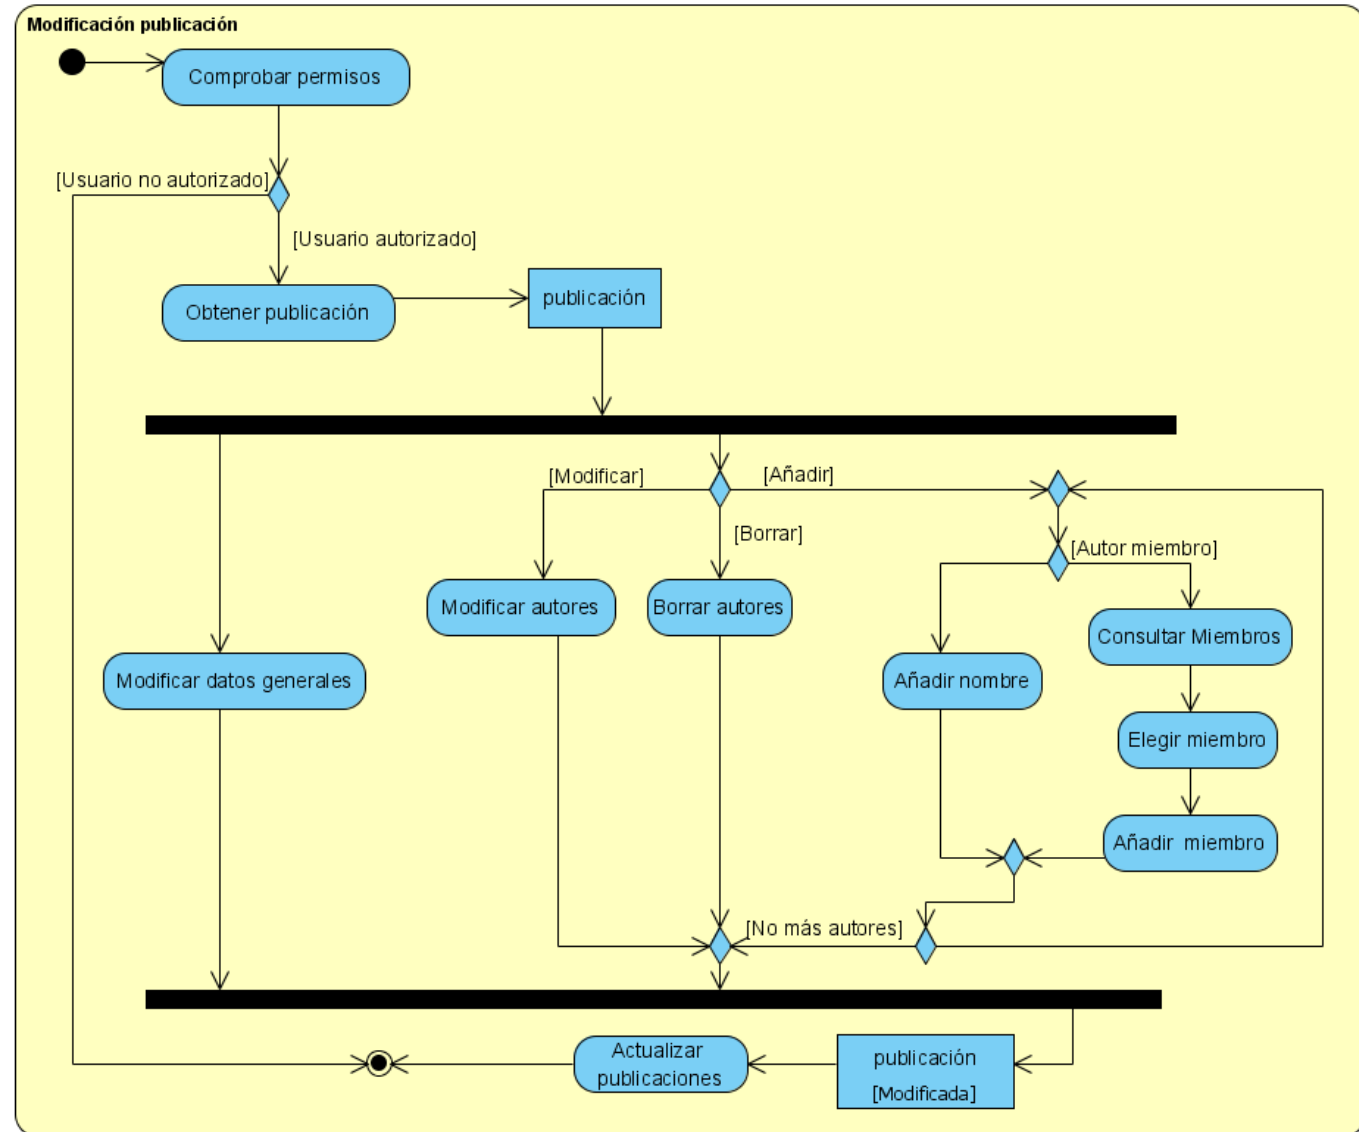 Modificación publicación
Comprobar permisos
[Usuario no autorizado]
[Usuario autorizado]
Obtener publicación
publicación
[Modificar]
[Añadir]
[Borrar]
[Autor miembro]
Modificar autores
Borrar autores
Consultar Miembros
Modificar datos generales
Añadir nombre
Elegir miembro
Añadir miembro
[No más autores]
Actualizar
publicaciones
publicación
[Modificada]